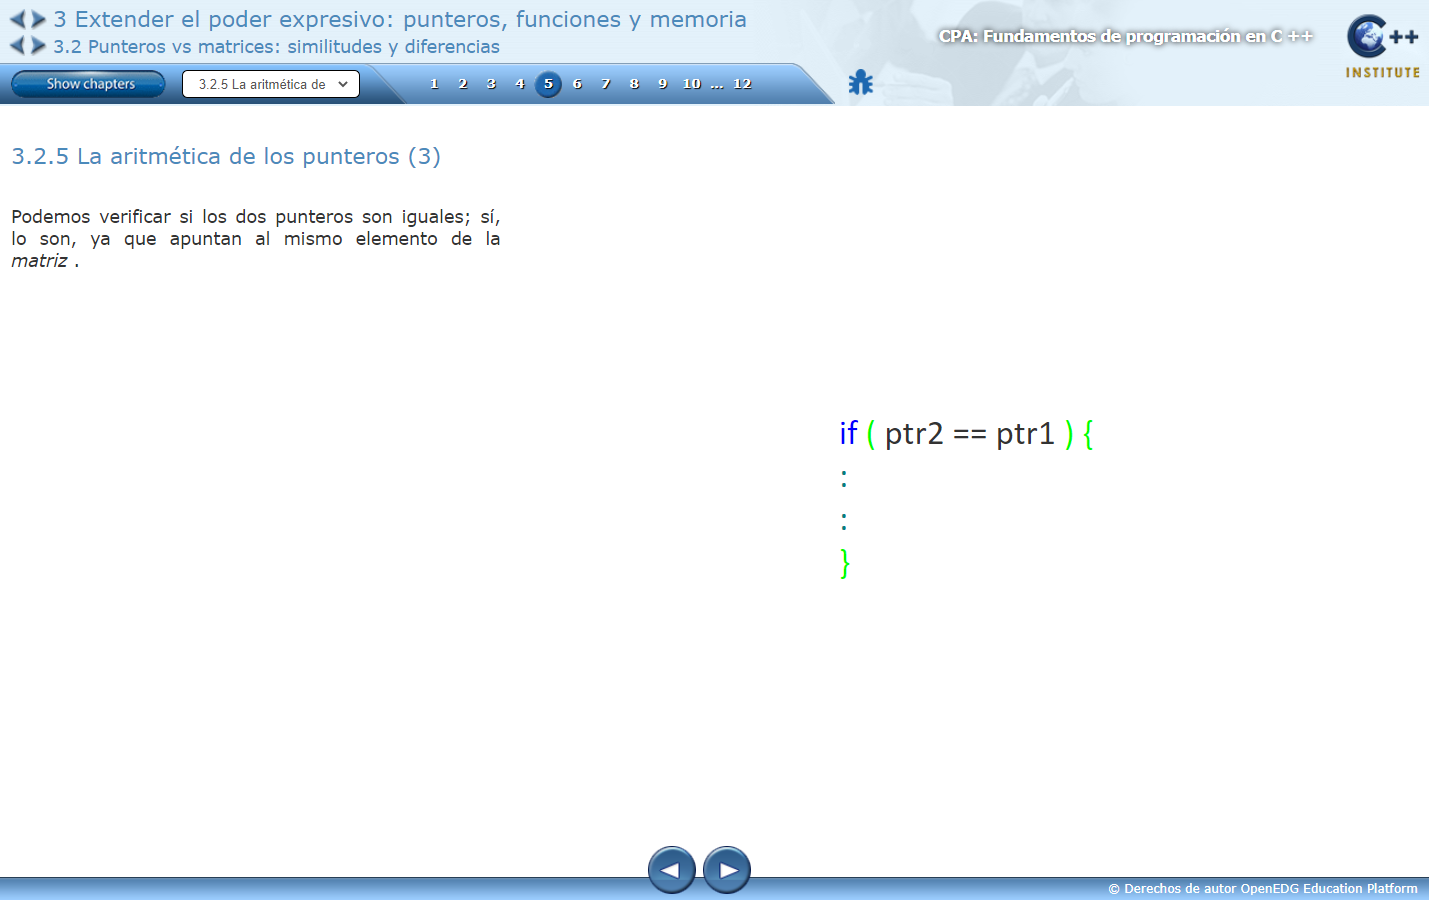 3 Extender el poder expresivo: punteros, funciones y memoria
3.2 Punteros vs matrices: similitudes y diferencias
CPA: Fundamentos de programación en C ++
C++
INSTITUTE
Show chapters
3.2.5 La aritmética de
1 2 3 4 5 6 7 8 9 10 ... 12
3.2.5 La aritmética de los punteros (3)
Podemos verificar si los dos punteros son iguales; sí,
lo son, ya que apuntan al mismo elemento de la
matriz .
if ( ptr2 == ptr1 ) {
:
:
}
© Derechos de autor OpenEDG Education Platform